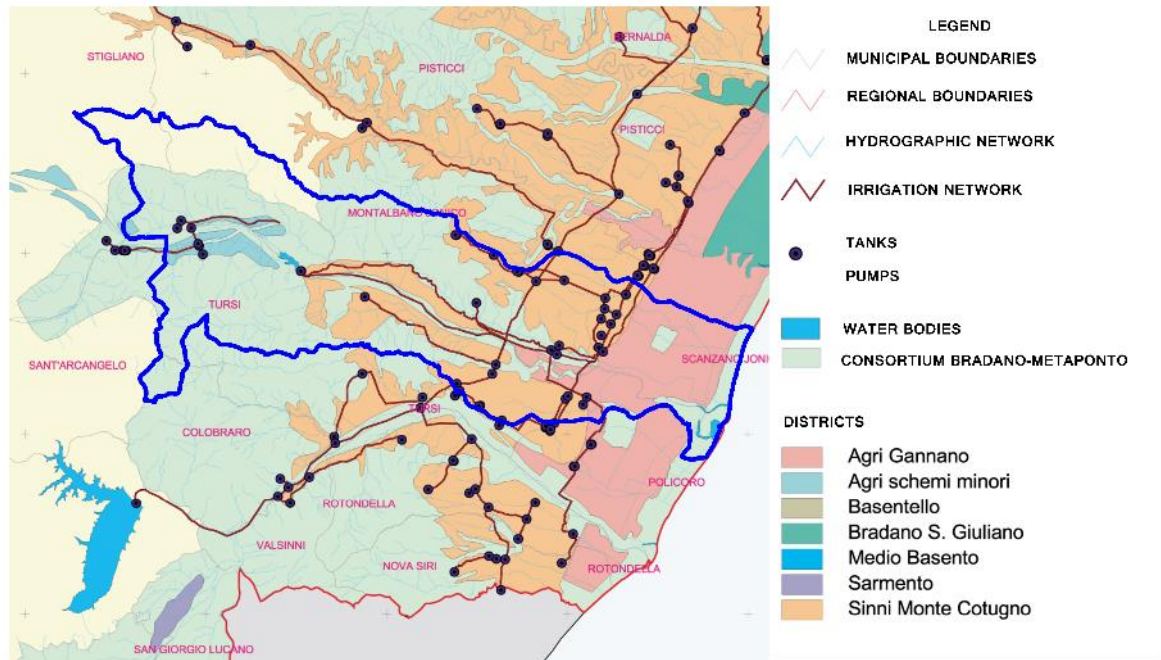 STIGLIANO
BERNALDA
PISTICCI
PISTICCI
MONTALBANO JONICO
TURSI
SANT'ARCANGELO
SCANZANO JONI
TURSI
COLOBRARO
POLICORO
ROTONDELLA
VALSINNI
NOVA SIRI
ROTONDELLA
SAN GIORGIO LUCANO
LEGEND
MUNICIPAL BOUNDARIES
REGIONAL BOUNDARIES
HYDROGRAPHIC NETWORK
IRRIGATION NETWORK
TANKS
PUMPS
WATER BODIES
CONSORTIUM BRADANO-METAPONTO
DISTRICTS
Agri Gannano
Agri schemi minori
Basentello
Bradano S. Giuliano
Medio Basento
Sarmento
Sinni Monte Cotugno